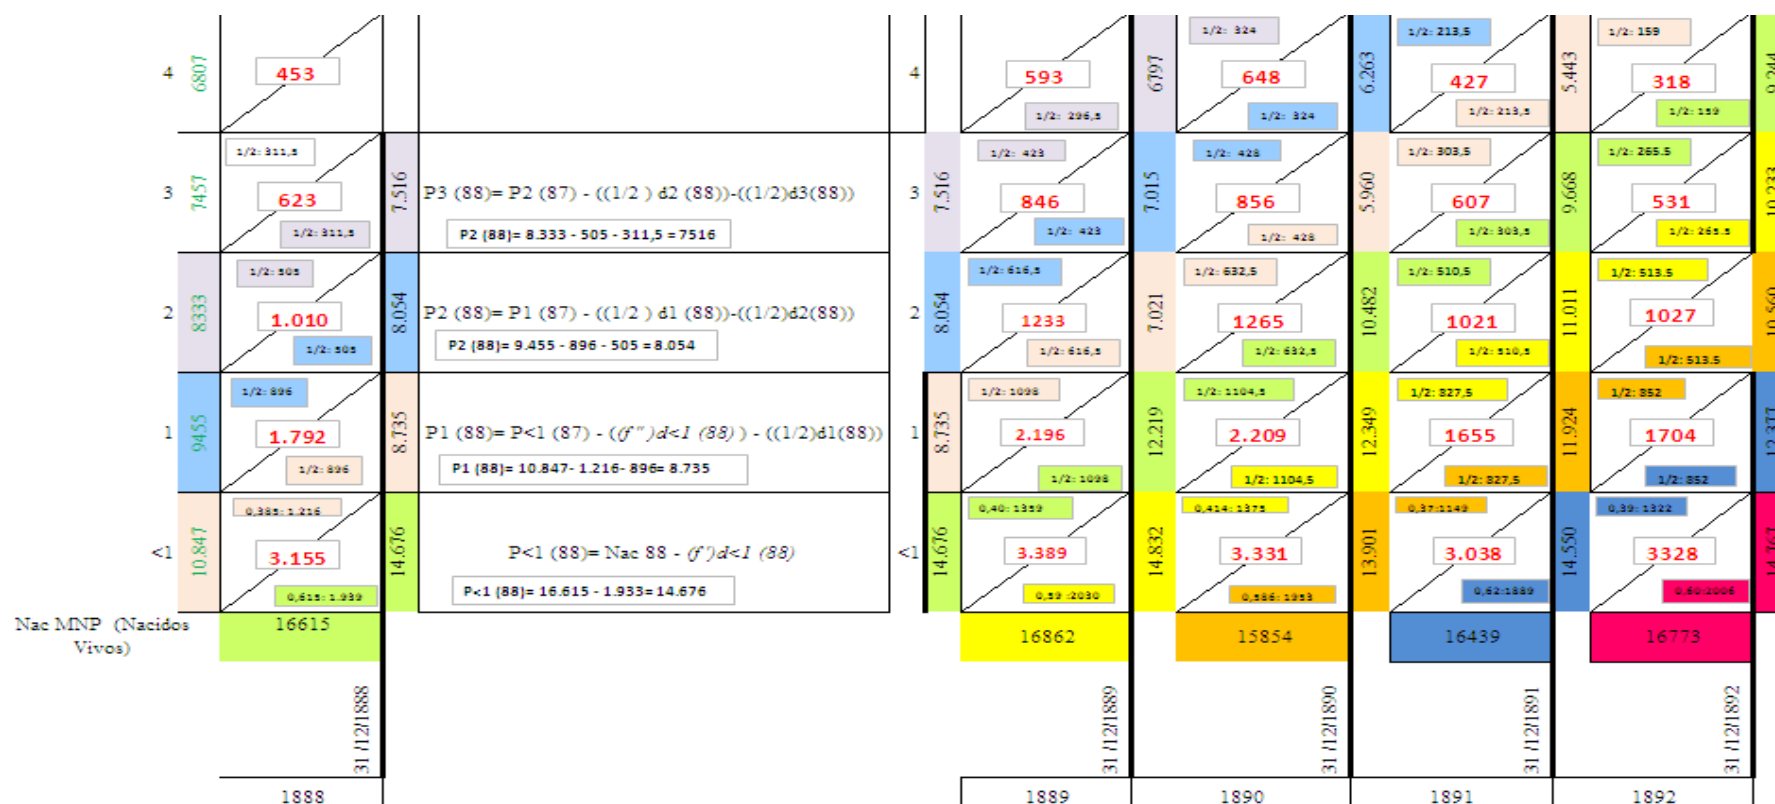 4 6807 453 4 593 1/2: 296,5 6797 1/2: 324 648 1/2: 324 6.263 1/2: 213,5 427 1/2: 213,5 5.443 1/2: 159 318 1/2: 159 9.244
3 7457 1/2: 311,5 623 1/2: 311,5 7.516 P3 (88)= P2 (87) - ((1/2 ) d2 (88))-((1/2)d3(88))
P2 (88)= 8.333 - 505 - 311,5 = 7516
3 7.516 1/2: 423 846 1/2: 423 7.015 1/2: 428 856 1/2: 428 5.960 1/2: 303,5 607 1/2: 303,5 9.668 1/2: 265.5 531 1/2: 265.5 10.233
2 8333 1/2: 505 1.010 1/2: 505 8.054 P2 (88)= P1 (87) - ((1/2 ) d1 (88))-((1/2)d2(88))
P2 (88)= 9.455 - 896 - 505 = 8.054
2 8.054 1/2: 616,5 1233 1/2: 616,5 7.021 1/2: 632,5 1265 1/2: 632,5 10.482 1/2: 510,5 1021 1/2: 510,5 11.011 1/2: 513.5 1027 1/2: 513.5 10.560
1 9455 1/2: 896 1.792 1/2: 896 8.735 P1 (88)= P<1 (87) - ((f'')d<1 (88) ) - ((1/2)d1(88))
P1 (88)= 10.847- 1.216- 896= 8.735
1 8.735 1/2: 1098 2.196 1/2: 1098 12.219 1/2: 1104,5 2.209 1/2: 1104,5 12.349 1/2: 827,5 1655 1/2: 827,5 11.924 1/2: 852 1704 1/2: 852 12.377
<1 10.847 0,385: 1.216 3.155 0,615: 1.939 14.676 P<1 (88)= Nac 88 - (f')d<1 (88)
P<1 (88)= 16.615 - 1.933= 14.676
<1 14.676 0,40: 1359 3.389 0,59 :2030 14.832 0,414: 1375 3.331 0,586: 1953 13.901 0,37:1149 3.038 0,62:1889 14.550 0,39: 1322 3328 0,60:2006 14.767
Nac MNP (Nacidos
Vivos)
16615 16862 15854 16439 16773
31 /12/1888 31 /12/1889 31 /12/1890 31 /12/1891 31 /12/1892
1888 1889 1890 1891 1892